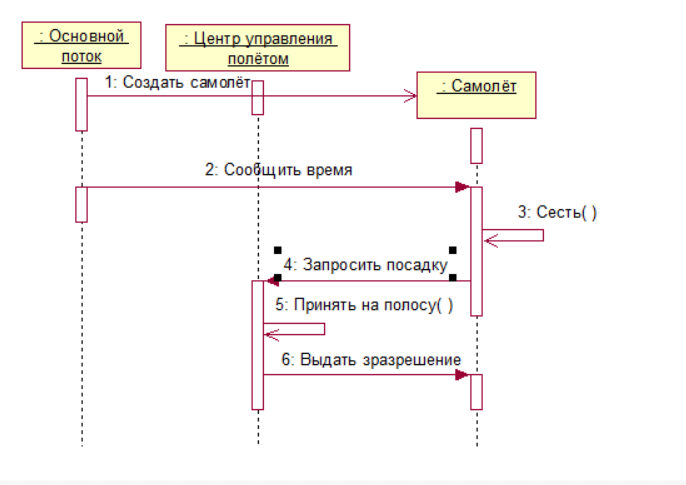 : Основной
поток
: Центр управления
полётом
1: Создать самолёт
: Самолёт
2: Сообщить время
3: Сесть( )
4: Запросить посадку
5: Принять на полосу( )
6: Выдать зразрешение